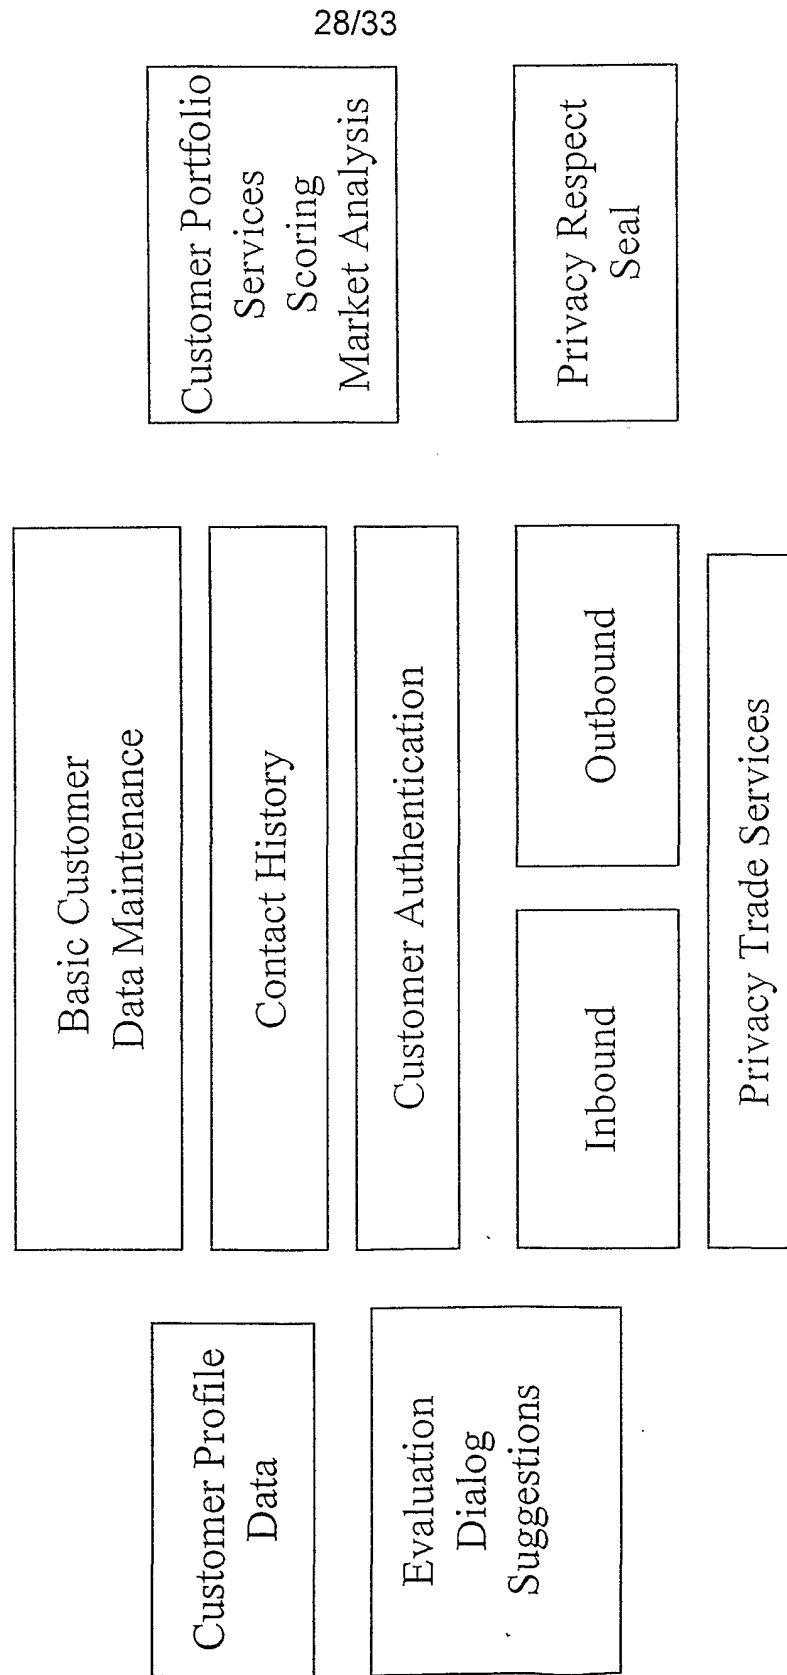 28/33
Customer Profile
Data
Evaluation
Dialog
Suggestions
Basic Customer
Data Maintenance
Contact History
Customer Authentication
Inbound
Outbound
Privacy Trade Services
Customer Portfolio
Services
Scoring
Market Analysis
Privacy Respect
Seal